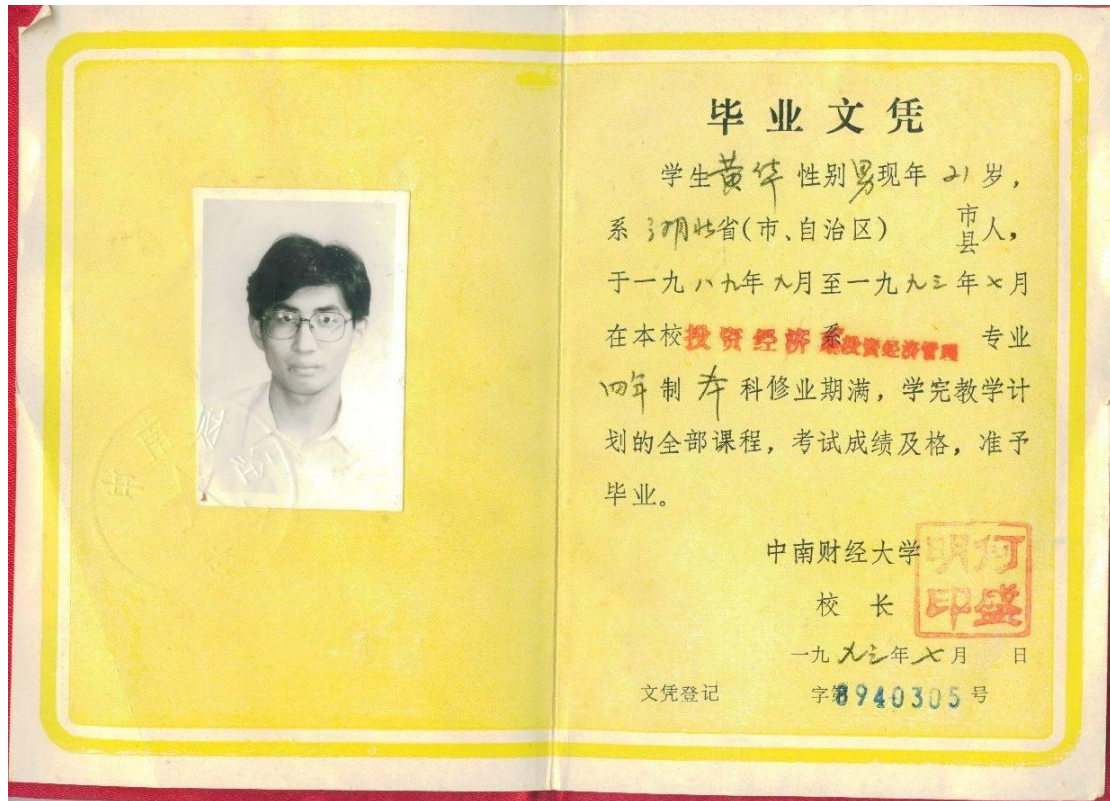 毕业文凭
学生黄华性别男现年21岁，
系湖北省(市、自治区) 市县人，
于一九八九年九月至一九九三年七月
在本校投资经济系系投资经济管理专业
四年制本科修业期满，学完教学计
划的全部课程，考试成绩及格，准予
毕业。
中南财经大学
校长
何盛明印
一九九三年七月 日
文凭登记 字第8940305号
中南财